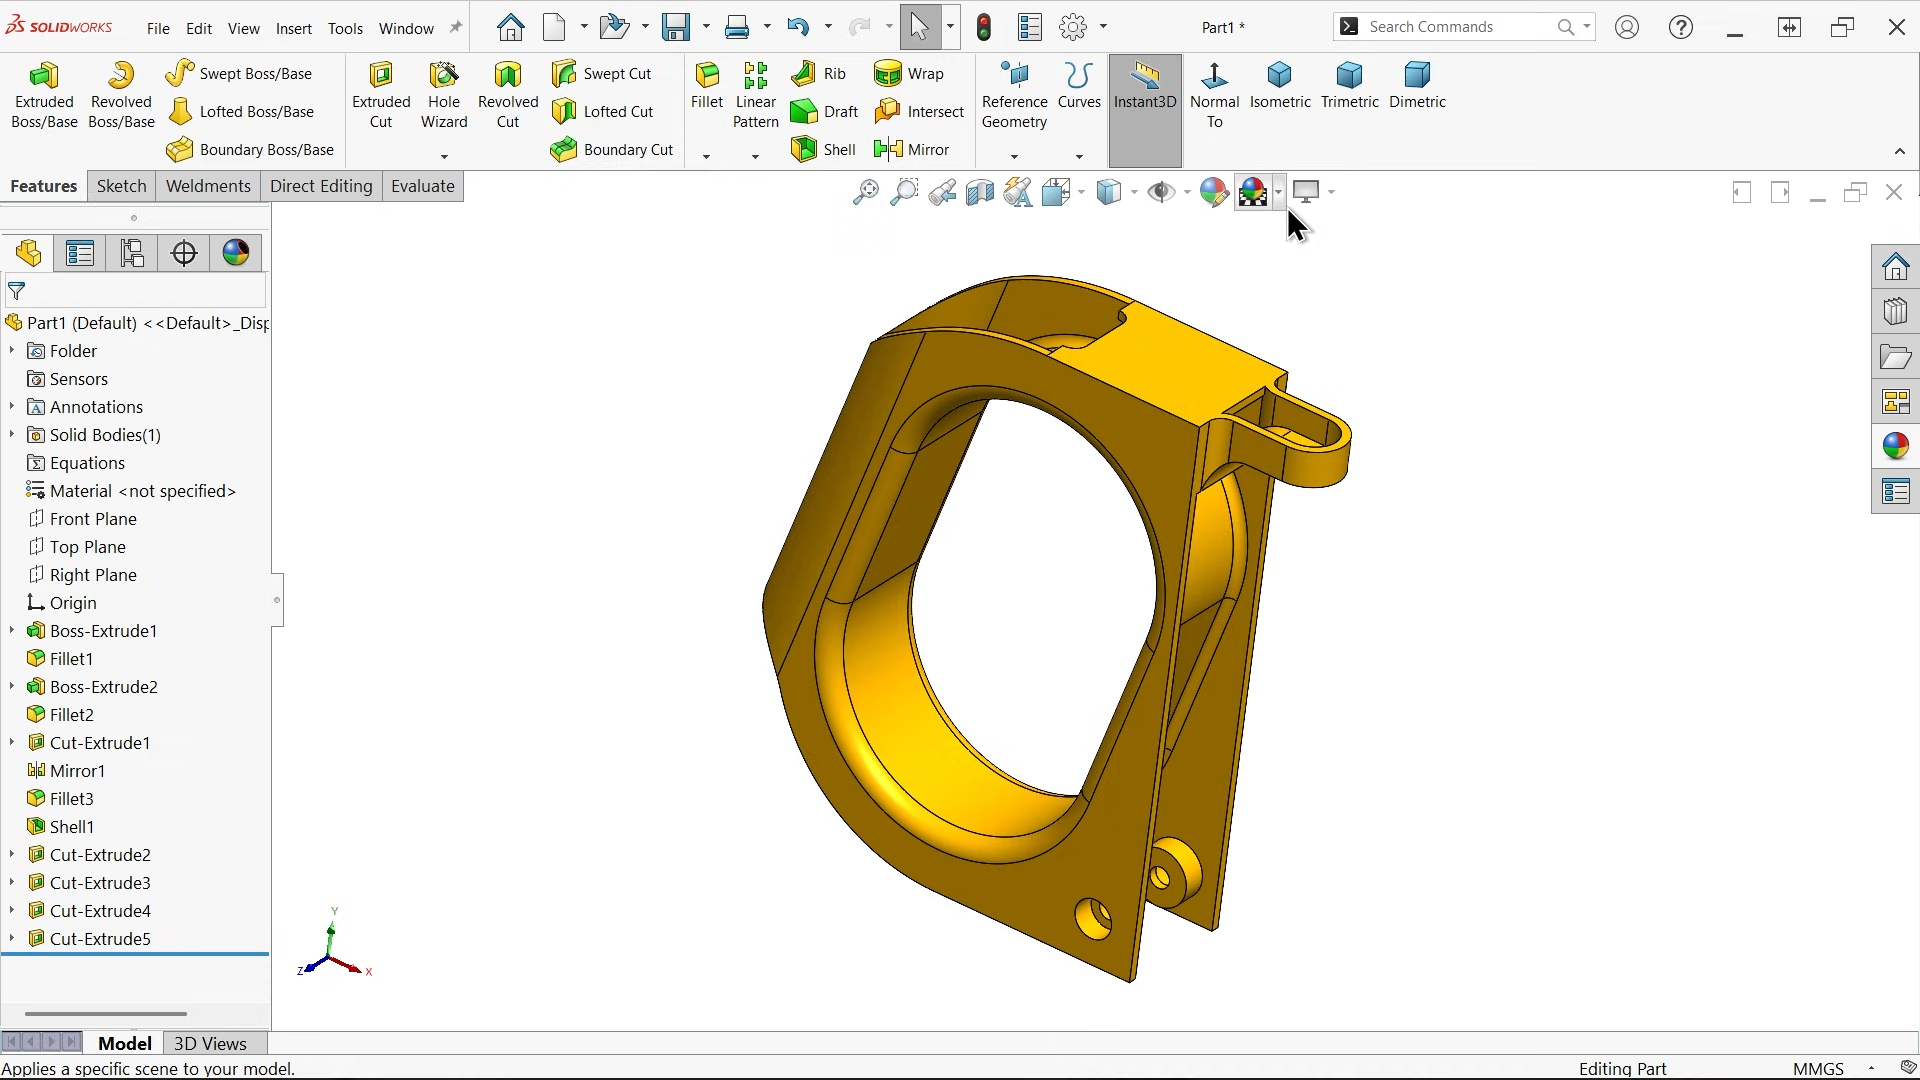 SOLIDWORKS File Edit View Insert Tools Window Part1 * Search Commands
Extruded Boss/Base
Revolved Boss/Base
Swept Boss/Base
Lofted Boss/Base
Boundary Boss/Base
Extruded Cut
Hole Wizard
Revolved Cut
Swept Cut
Lofted Cut
Boundary Cut
Fillet
Linear Pattern
Rib
Draft
Shell
Wrap
Intersect
Mirror
Reference Geometry
Curves
Instant3D
Normal To
Isometric
Trimetric
Dimetric
Features Sketch Weldments Direct Editing Evaluate
Part1 (Default) <<Default>_Disp
Folder
Sensors
Annotations
Solid Bodies(1)
Equations
Material <not specified>
Front Plane
Top Plane
Right Plane
Origin
Boss-Extrude1
Fillet1
Boss-Extrude2
Fillet2
Cut-Extrude1
Mirror1
Fillet3
Shell1
Cut-Extrude2
Cut-Extrude3
Cut-Extrude4
Cut-Extrude5
Y
Z X
Model 3D Views
Applies a specific scene to your model. Editing Part MMGS